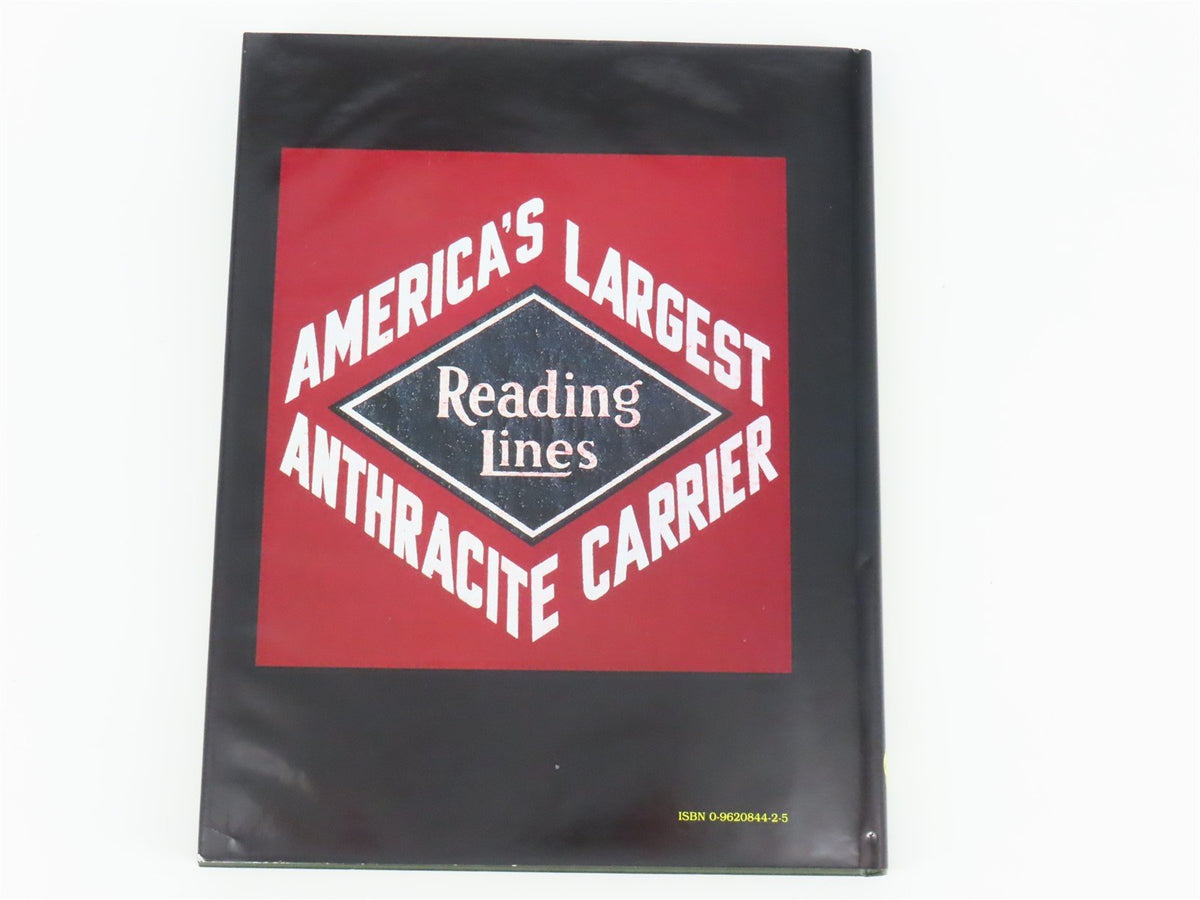 AMERICA'S LARGEST
Reading
Lines
ANTHRACITE CARRIER
ISBN 0-9620844-2-5